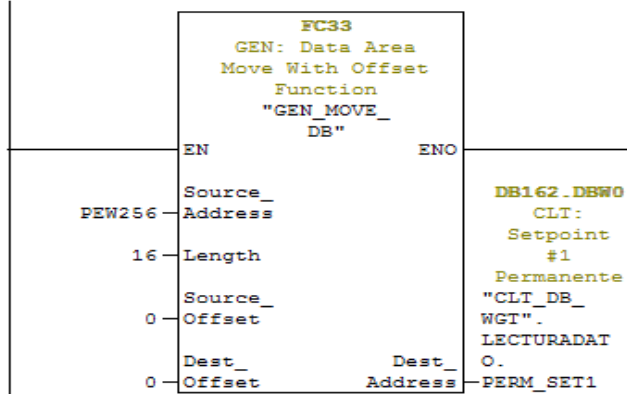 FC33
GEN: Data Area
Move With Offset
Function
"GEN_MOVE_
DB"
EN
ENO
Source_
PEW256
Address
16
Length
Source_
0
Offset
Dest_
0
Offset
Dest_
Address
DB162.DBW0
CLT:
Setpoint
#1
Permanente
"CLT_DB_
WGT".
LECTURADAT
O.
PERM_SET1